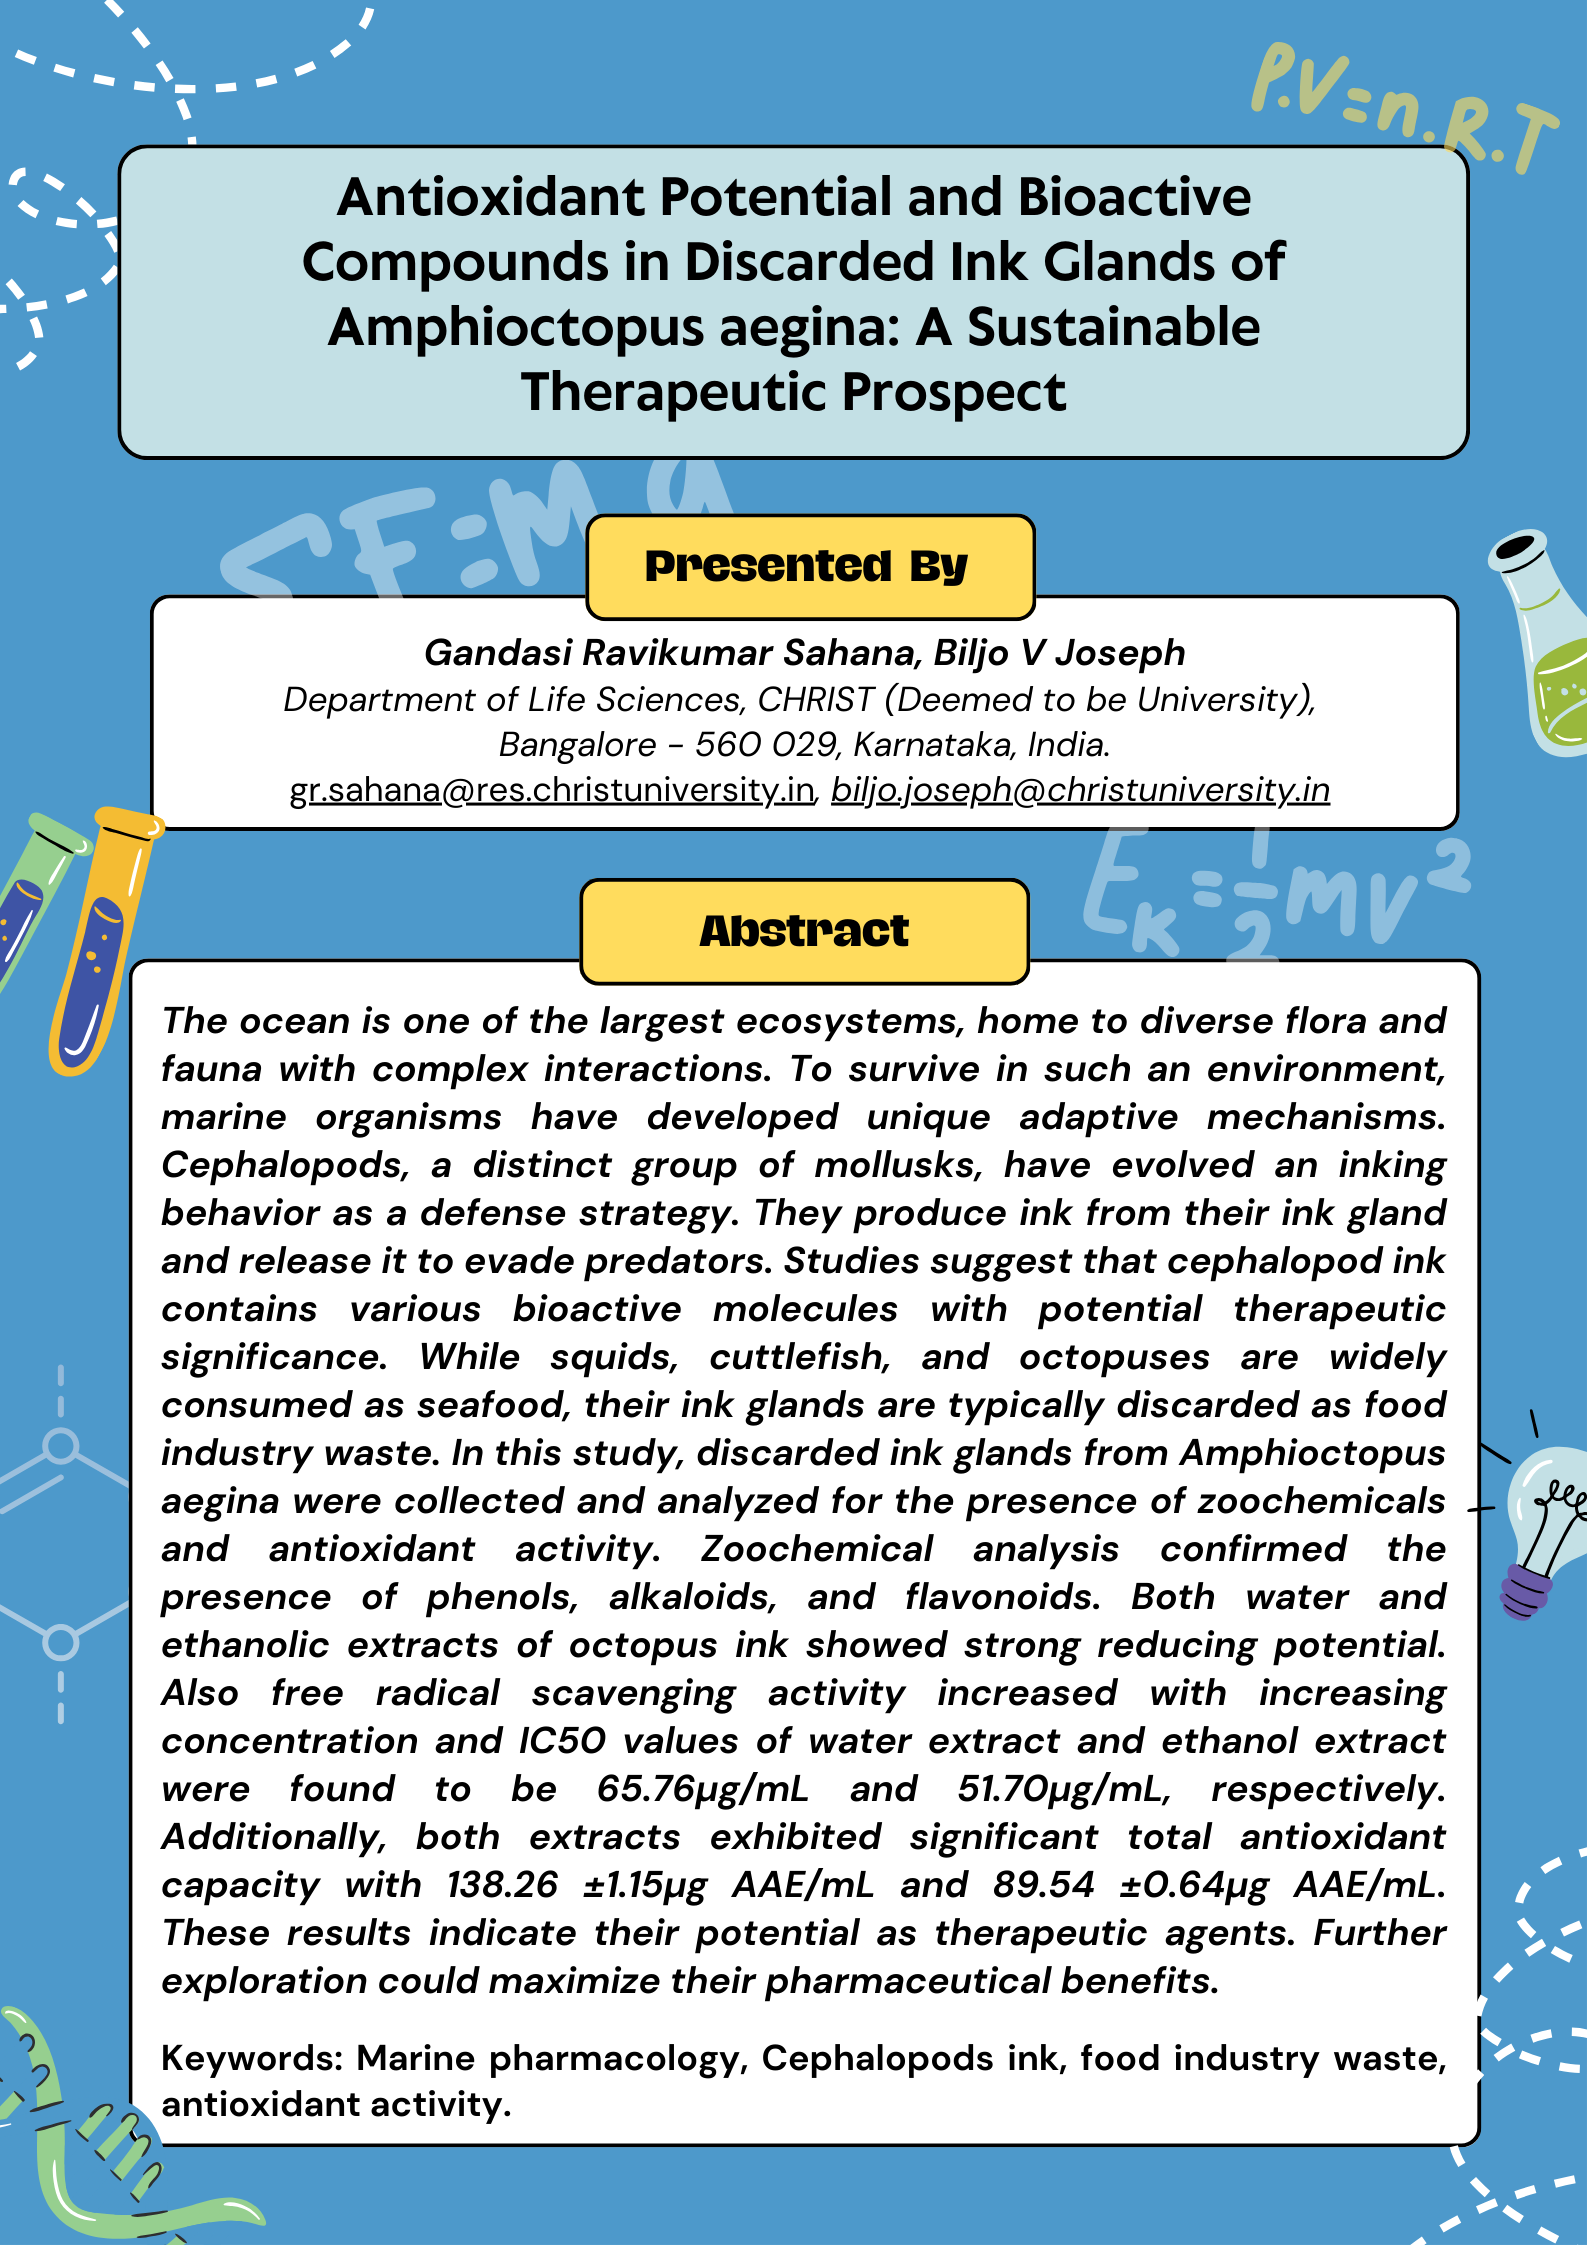 P.V=n.R.T
Antioxidant Potential and Bioactive
Compounds in Discarded Ink Glands of
Amphioctopus aegina: A Sustainable
Therapeutic Prospect
ΣF=m a
Presented By
Gandasi Ravikumar Sahana, Biljo V Joseph
Department of Life Sciences, CHRIST (Deemed to be University),
Bangalore - 560 029, Karnataka, India.
gr.sahana@res.christuniversity.in, biljo.joseph@christuniversity.in
Eₖ=1/2mv²
Abstract
The ocean is one of the largest ecosystems, home to diverse flora and
fauna with complex interactions. To survive in such an environment,
marine organisms have developed unique adaptive mechanisms.
Cephalopods, a distinct group of mollusks, have evolved an inking
behavior as a defense strategy. They produce ink from their ink gland
and release it to evade predators. Studies suggest that cephalopod ink
contains various bioactive molecules with potential therapeutic
significance. While squids, cuttlefish, and octopuses are widely
consumed as seafood, their ink glands are typically discarded as food
industry waste. In this study, discarded ink glands from Amphioctopus
aegina were collected and analyzed for the presence of zoochemicals
and antioxidant activity. Zoochemical analysis confirmed the
presence of phenols, alkaloids, and flavonoids. Both water and
ethanolic extracts of octopus ink showed strong reducing potential.
Also free radical scavenging activity increased with increasing
concentration and IC50 values of water extract and ethanol extract
were found to be 65.76µg/mL and 51.70µg/mL, respectively.
Additionally, both extracts exhibited significant total antioxidant
capacity with 138.26 ±1.15µg AAE/mL and 89.54 ±0.64µg AAE/mL.
These results indicate their potential as therapeutic agents. Further
exploration could maximize their pharmaceutical benefits.
Keywords: Marine pharmacology, Cephalopods ink, food industry waste,
antioxidant activity.